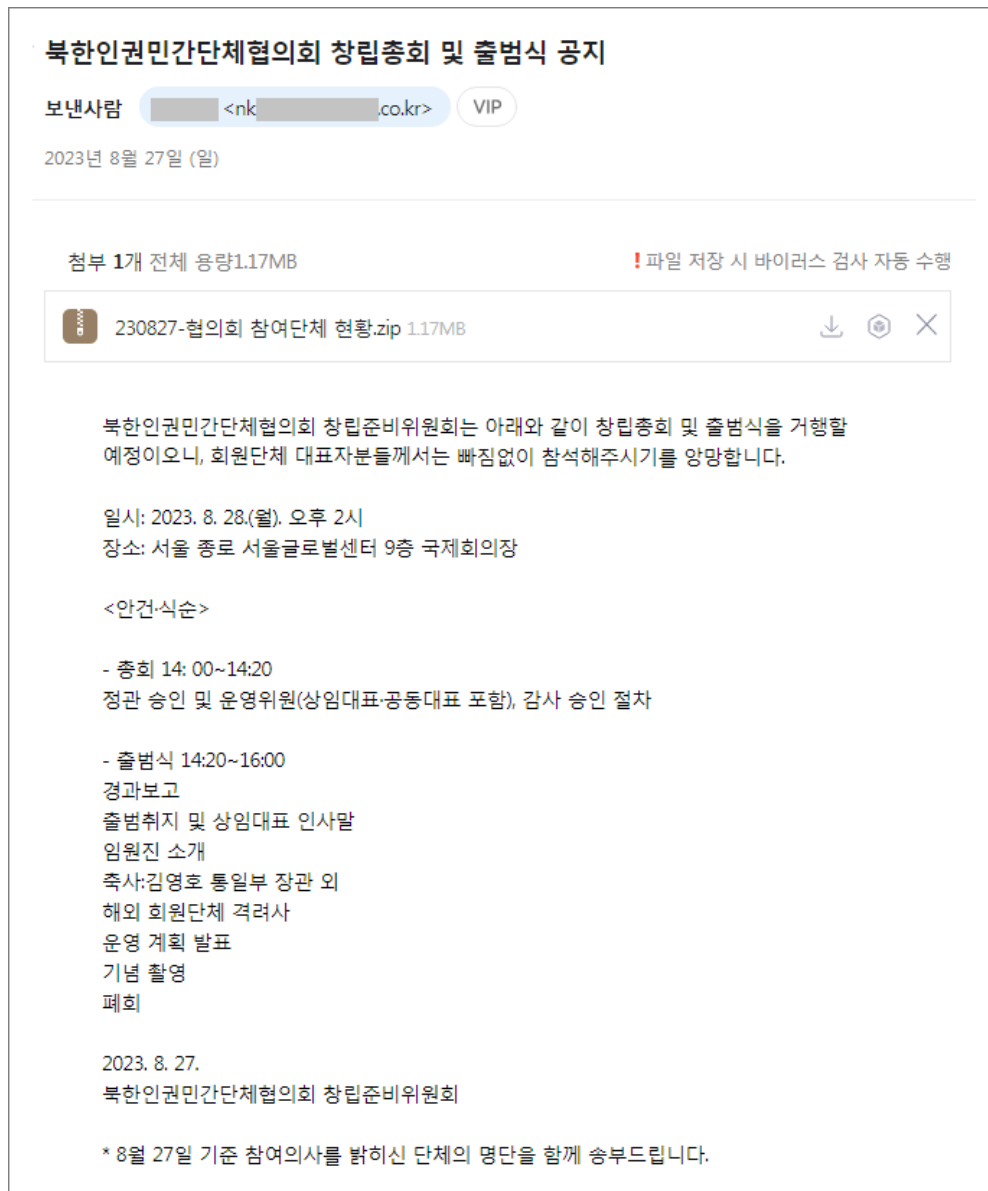 북한인권민간단체협의회 창립총회 및 출범식 공지
보낸사람 <nk .co.kr> VIP
2023년 8월 27일 (일)
첨부 1개 전체 용량1.17MB ! 파일 저장 시 바이러스 검사 자동 수행
230827-협의회 참여단체 현황.zip 1.17MB
북한인권민간단체협의회 창립준비위원회는 아래와 같이 창립총회 및 출범식을 거행할
예정이오니, 회원단체 대표자분들께서는 빠짐없이 참석해주시기를 앙망합니다.
일시: 2023. 8. 28.(월). 오후 2시
장소: 서울 종로 서울글로벌센터 9층 국제회의장
<안건·식순>
- 총회 14: 00~14:20
정관 승인 및 운영위원(상임대표·공동대표 포함), 감사 승인 절차
- 출범식 14:20~16:00
경과보고
출범취지 및 상임대표 인사말
임원진 소개
축사:김영호 통일부 장관 외
해외 회원단체 격려사
운영 계획 발표
기념 촬영
폐회
2023. 8. 27.
북한인권민간단체협의회 창립준비위원회
* 8월 27일 기준 참여의사를 밝히신 단체의 명단을 함께 송부드립니다.